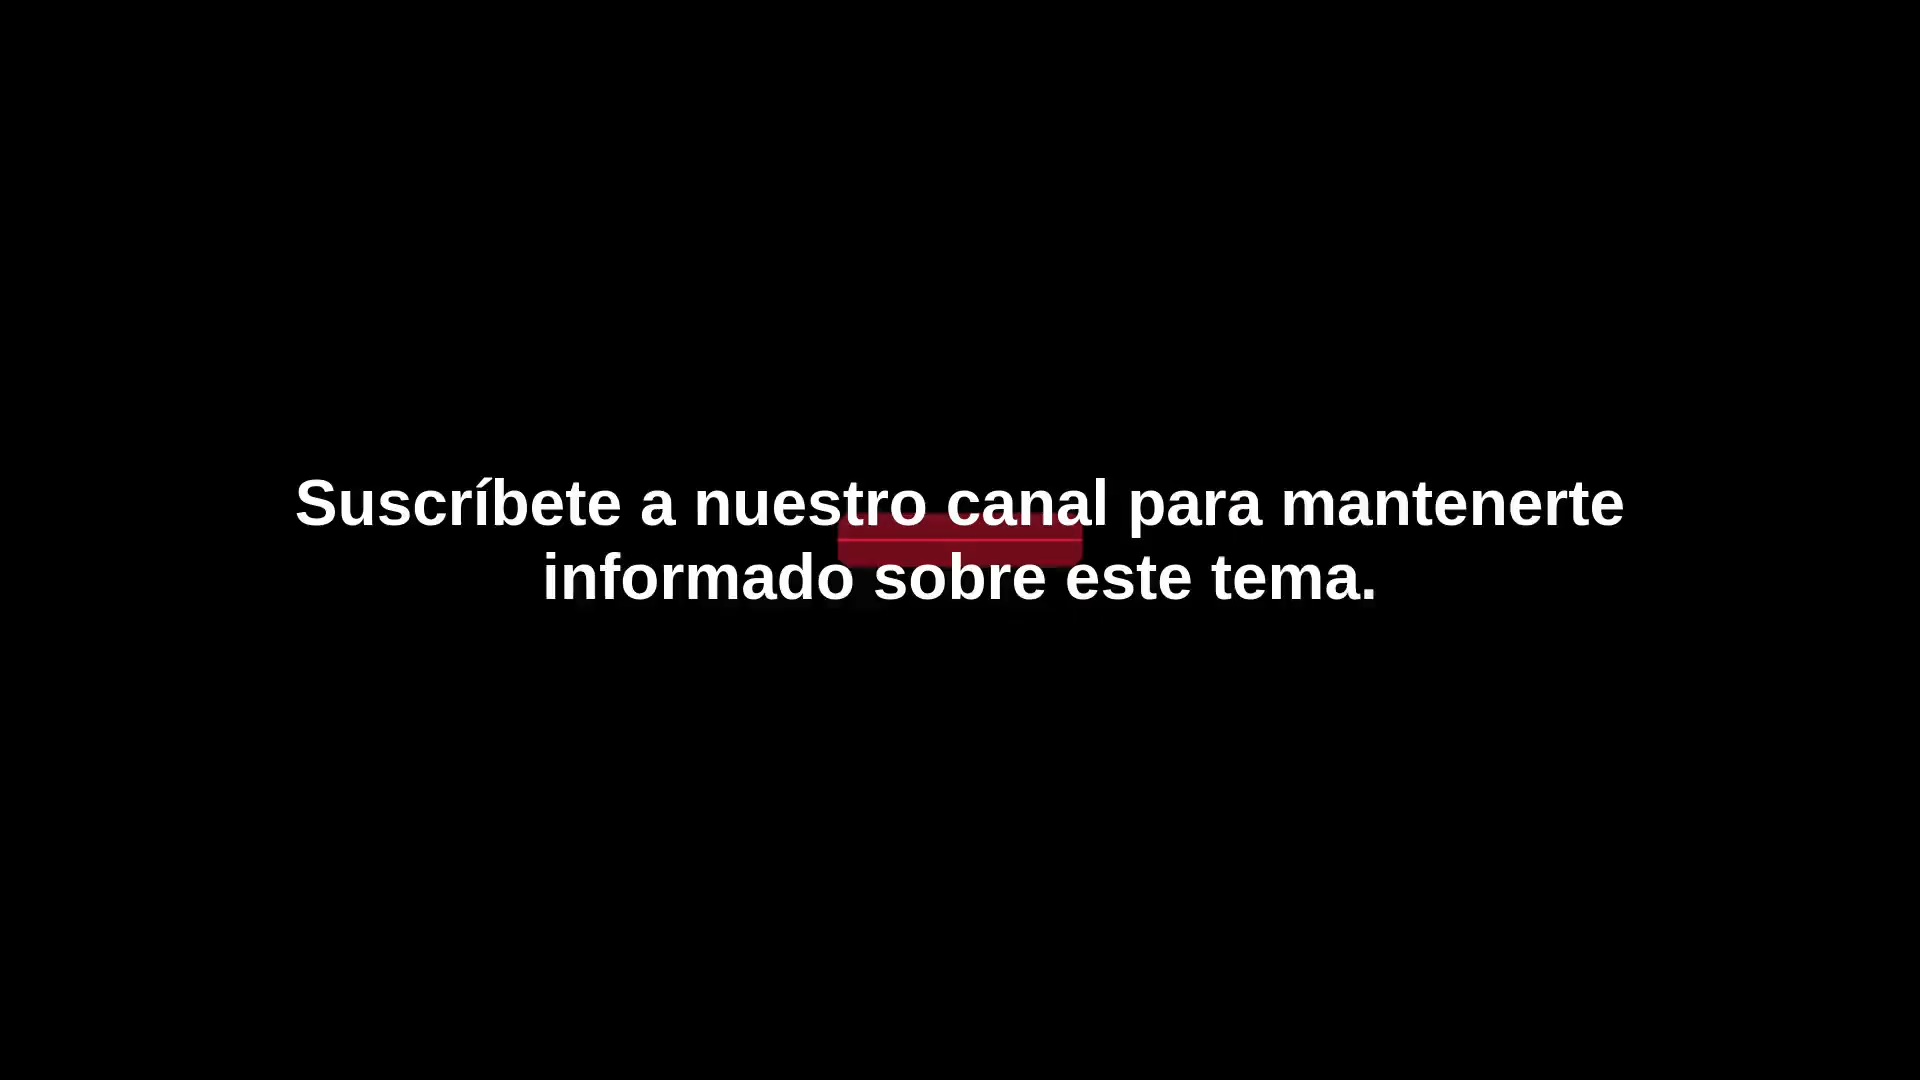 Suscríbete a nuestro canal para mantenerte
informado sobre este tema.